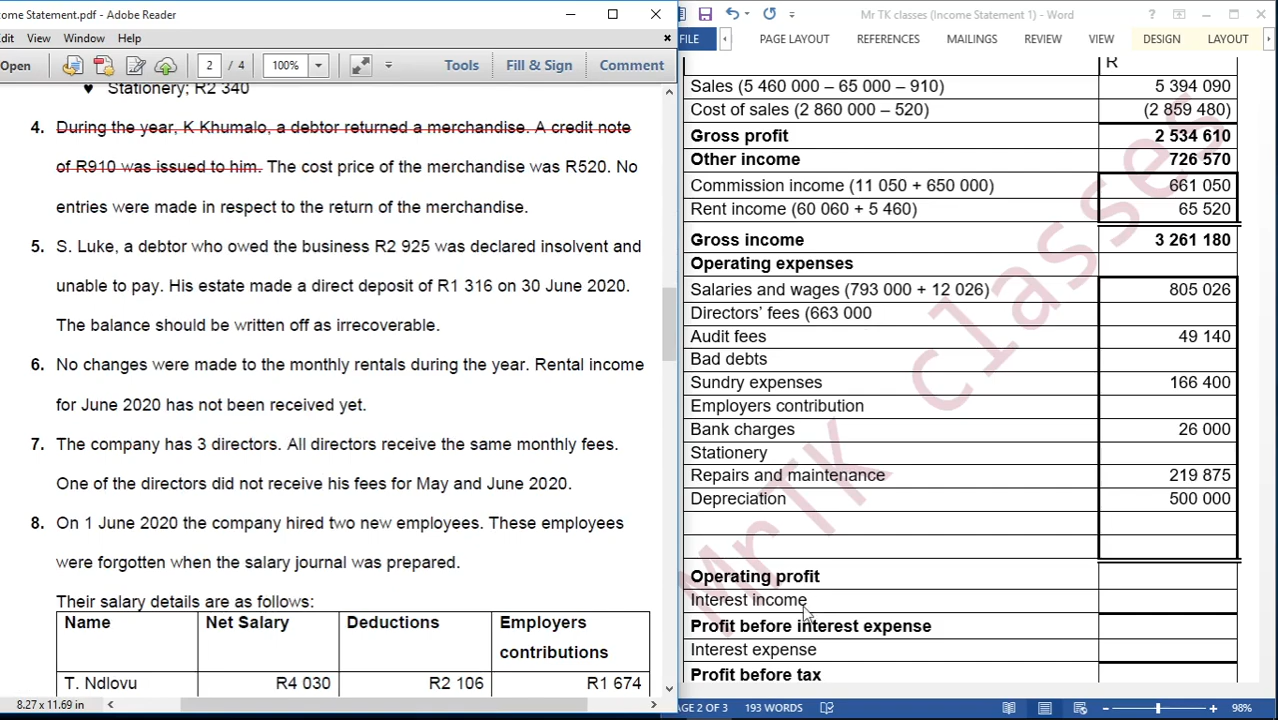 ome Statement.pdf - Adobe Reader
dit View Window Help
Open 2 / 4 100% Tools Fill & Sign Comment
♥ Stationery; R2 340
4. During the year, K Khumalo, a debtor returned a merchandise. A credit note
of R910 was issued to him. The cost price of the merchandise was R520. No
entries were made in respect to the return of the merchandise.
5. S. Luke, a debtor who owed the business R2 925 was declared insolvent and
unable to pay. His estate made a direct deposit of R1 316 on 30 June 2020.
The balance should be written off as irrecoverable.
6. No changes were made to the monthly rentals during the year. Rental income
for June 2020 has not been received yet.
7. The company has 3 directors. All directors receive the same monthly fees.
One of the directors did not receive his fees for May and June 2020.
8. On 1 June 2020 the company hired two new employees. These employees
were forgotten when the salary journal was prepared.
Their salary details are as follows:
Name Net Salary Deductions Employers contributions
T. Ndlovu R4 030 R2 106 R1 674
8.27 x 11.69 in
Mr TK classes (Income Statement 1) - Word
FILE PAGE LAYOUT REFERENCES MAILINGS REVIEW VIEW DESIGN LAYOUT
R
Sales (5 460 000 – 65 000 – 910) 5 394 090
Cost of sales (2 860 000 – 520) (2 859 480)
Gross profit 2 534 610
Other income 726 570
Commission income (11 050 + 650 000) 661 050
Rent income (60 060 + 5 460) 65 520
Gross income 3 261 180
Operating expenses
Salaries and wages (793 000 + 12 026) 805 026
Directors' fees (663 000
Audit fees 49 140
Bad debts
Sundry expenses 166 400
Employers contribution
Bank charges 26 000
Stationery
Repairs and maintenance 219 875
Depreciation 500 000
Operating profit
Interest income
Profit before interest expense
Interest expense
Profit before tax
MrTK classes
AGE 2 OF 3 193 WORDS 98%